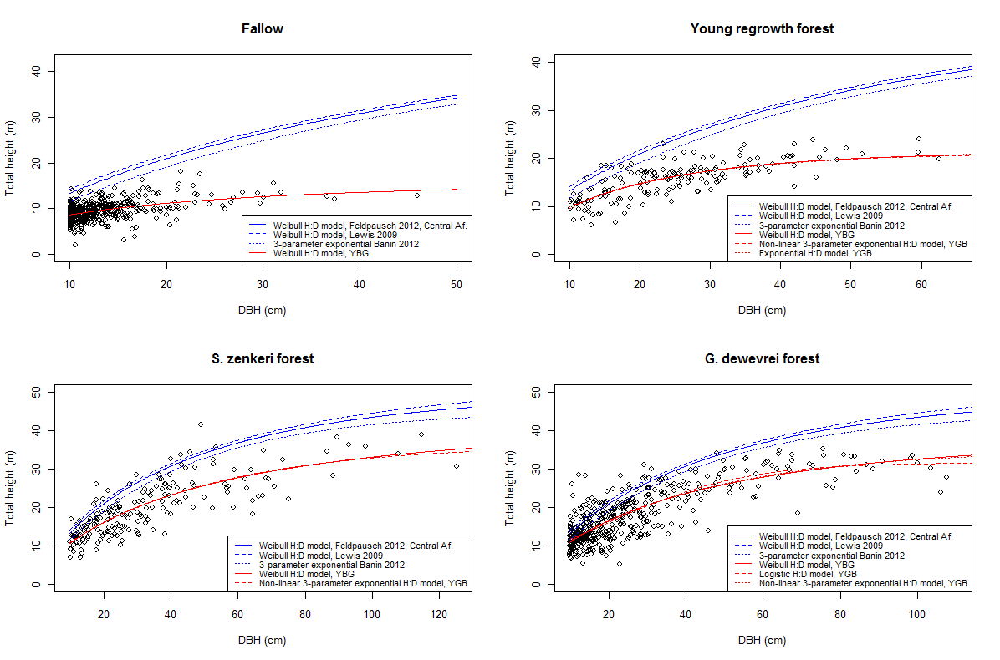 Fallow
Total height (m)
40
30
20
10
0
Weibull H:D model, Feldpausch 2012, Central Af.
Weibull H:D model, Lewis 2009
3-parameter exponential Banin 2012
Weibull H:D model, YBG
10 20 30 40 50
DBH (cm)
Young regrowth forest
Total height (m)
40
30
20
10
0
Weibull H:D model, Feldpausch 2012, Central Af.
Weibull H:D model, Lewis 2009
3-parameter exponential Banin 2012
Weibull H:D model, YBG
Non-linear 3-parameter exponential H:D model, YGB
Exponential H:D model, YGB
10 20 30 40 50 60
DBH (cm)
S. zenkeri forest
Total height (m)
50
40
30
20
10
0
Weibull H:D model, Feldpausch 2012, Central Af.
Weibull H:D model, Lewis 2009
3-parameter exponential Banin 2012
Weibull H:D model, YBG
Non-linear 3-parameter exponential H:D model, YGB
20 40 60 80 100 120
DBH (cm)
G. dewevrei forest
Total height (m)
50
40
30
20
10
0
Weibull H:D model, Feldpausch 2012, Central Af.
Weibull H:D model, Lewis 2009
3-parameter exponential Banin 2012
Weibull H:D model, YBG
Logistic H:D model, YGB
Non-linear 3-parameter exponential H:D model, YGB
20 40 60 80 100
DBH (cm)